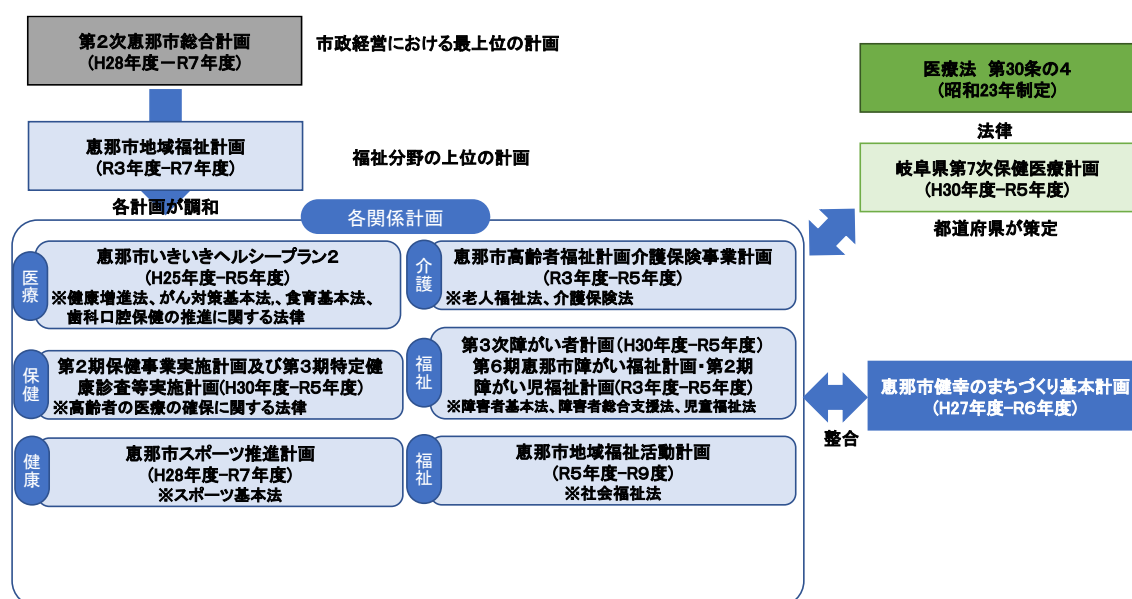 第2次恵那市総合計画
(H28年度ーR7年度)
市政経営における最上位の計画
医療法 第30条の4
(昭和23年制定)
法律
恵那市地域福祉計画
(R3年度-R7年度)
福祉分野の上位の計画
岐阜県第7次保健医療計画
(H30年度-R5年度)
都道府県が策定
各計画が調和
各関係計画
医療
恵那市いきいきヘルシープラン2
(H25年度-R5年度)
※健康増進法、がん対策基本法,、食育基本法、
歯科口腔保健の推進に関する法律
介護
恵那市高齢者福祉計画介護保険事業計画
(R3年度-R5年度)
※老人福祉法、介護保険法
保健
第2期保健事業実施計画及び第3期特定健
康診査等実施計画(H30年度-R5年度)
※高齢者の医療の確保に関する法律
福祉
第3次障がい者計画(H30年度-R5年度)
第6期恵那市障がい福祉計画・第2期
障がい児福祉計画(R3年度-R5年度)
※障害者基本法、障害者総合支援法、児童福祉法
恵那市健幸のまちづくり基本計画
(H27年度-R6年度)
整合
健康
恵那市スポーツ推進計画
(H28年度-R7年度)
※スポーツ基本法
福祉
恵那市地域福祉活動計画
(R5年度-R9度)
※社会福祉法